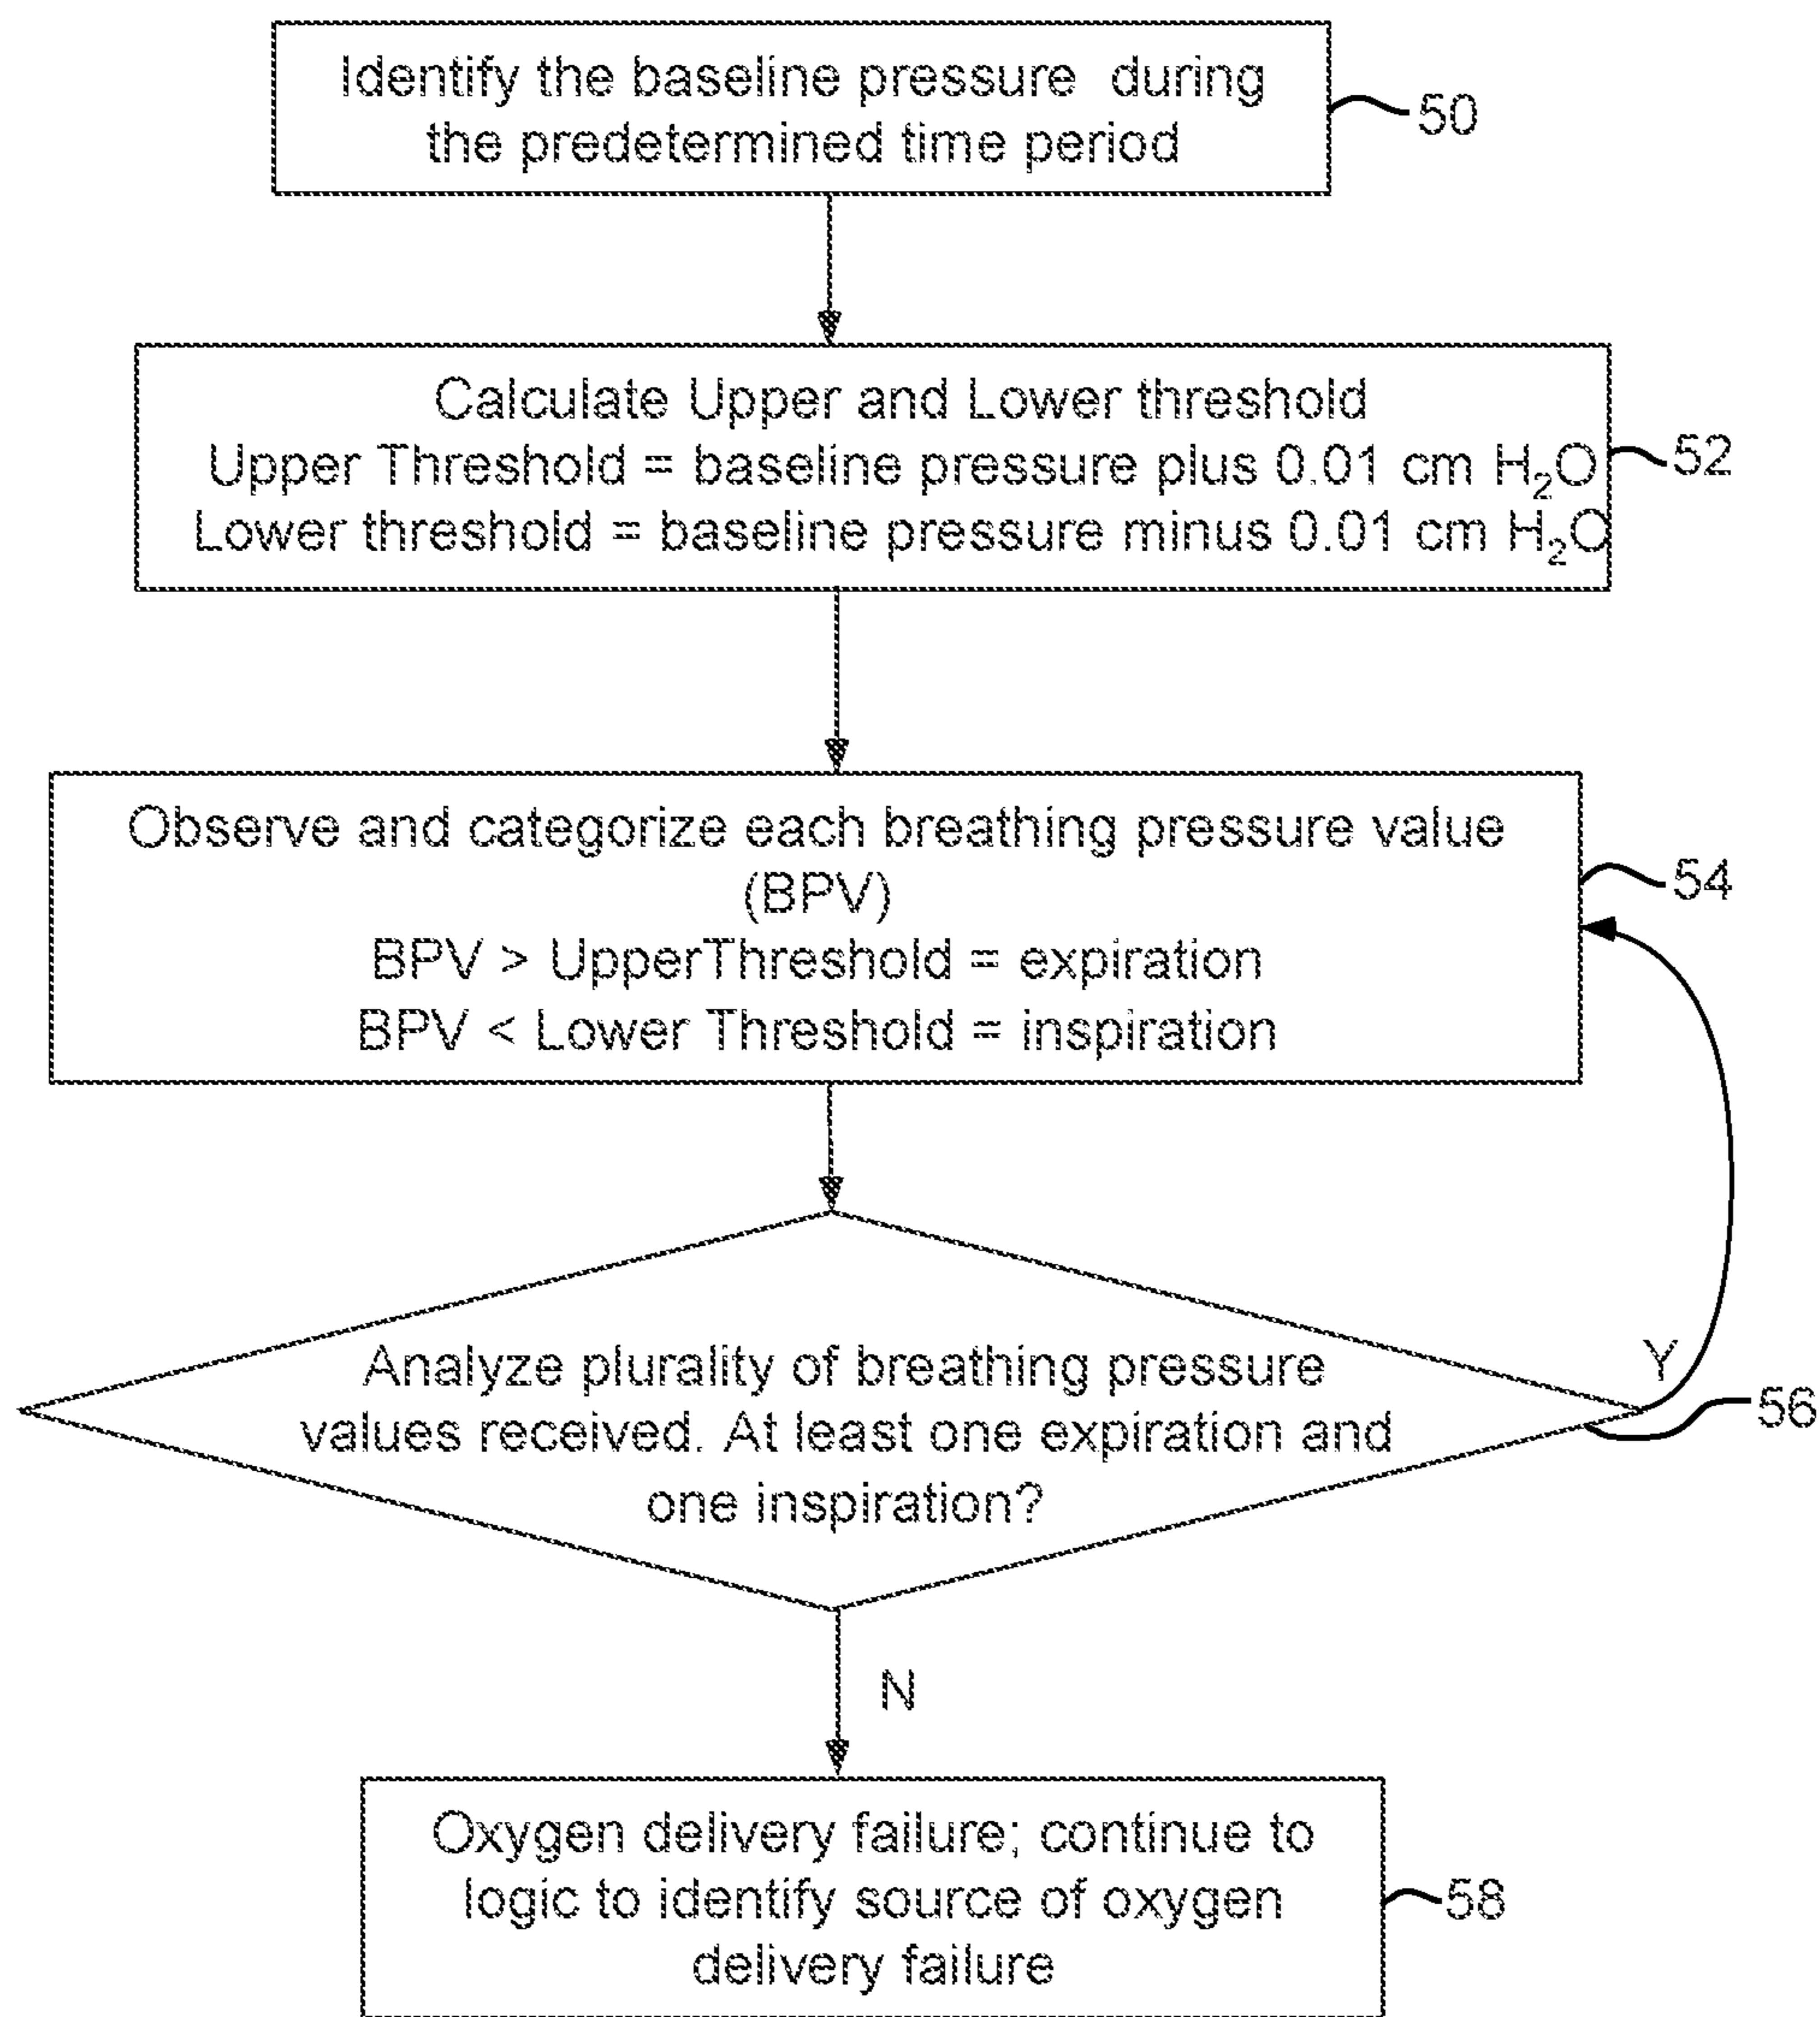 Identify the baseline pressure during
the predetermined time period
50
Calculate Upper and Lower threshold
Upper Threshold = baseline pressure plus 0.01 cm H₂O
Lower threshold = baseline pressure minus 0.01 cm H₂O
52
Observe and categorize each breathing pressure value
(BPV)
BPV > UpperThreshold = expiration
BPV < Lower Threshold = inspiration
54
Analyze plurality of breathing pressure
values received. At least one expiration and
one inspiration?
Y
56
N
Oxygen delivery failure; continue to
logic to identify source of oxygen
delivery failure
58